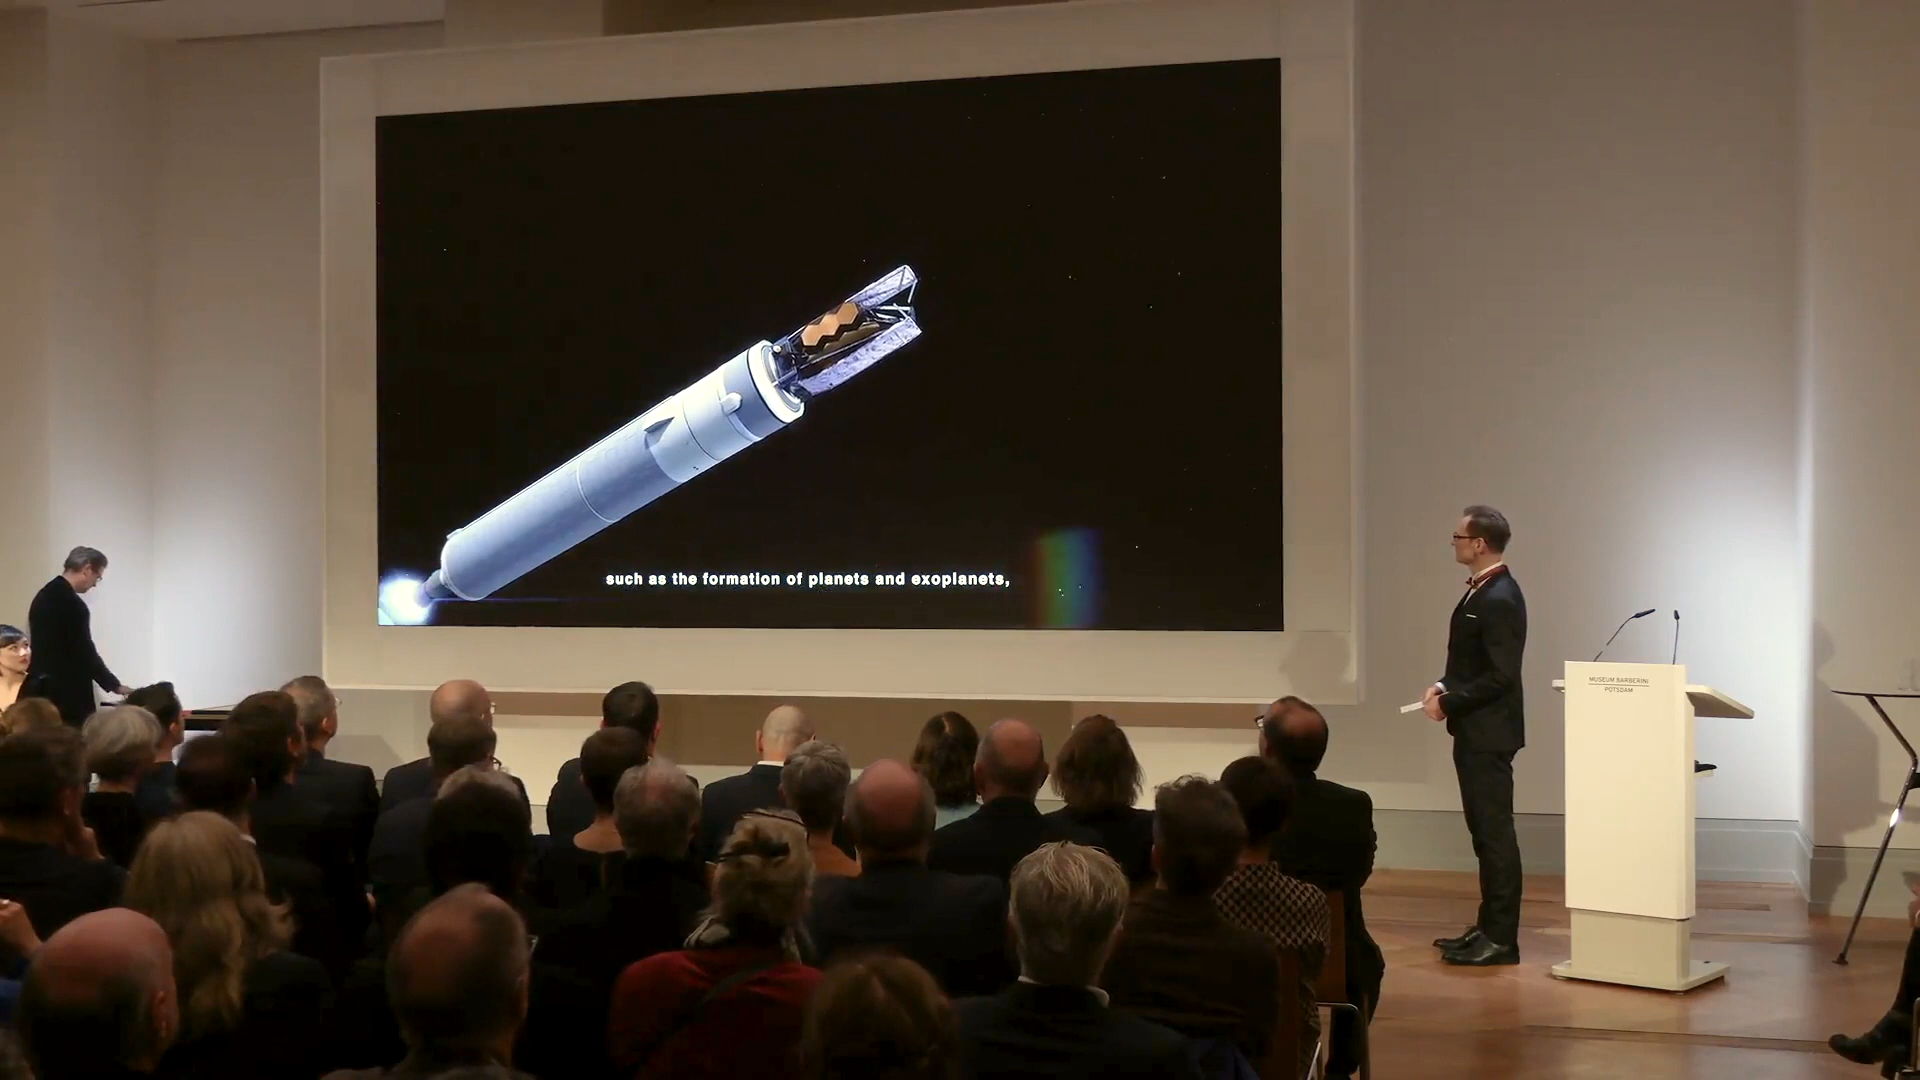 such as the formation of planets and exoplanets,
MUSEUM BARBERINI
POTSDAM